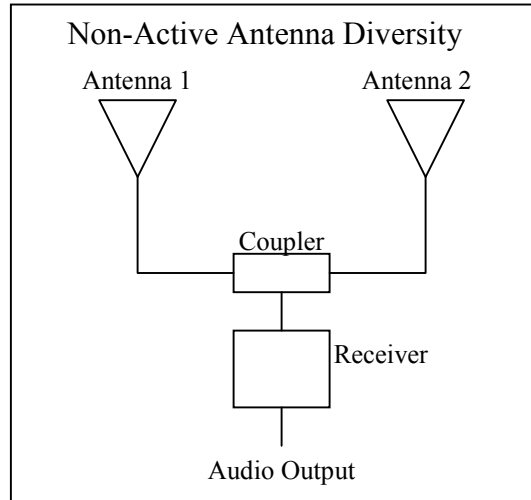 Non-Active Antenna Diversity
Antenna 1
Antenna 2
Coupler
Receiver
Audio Output